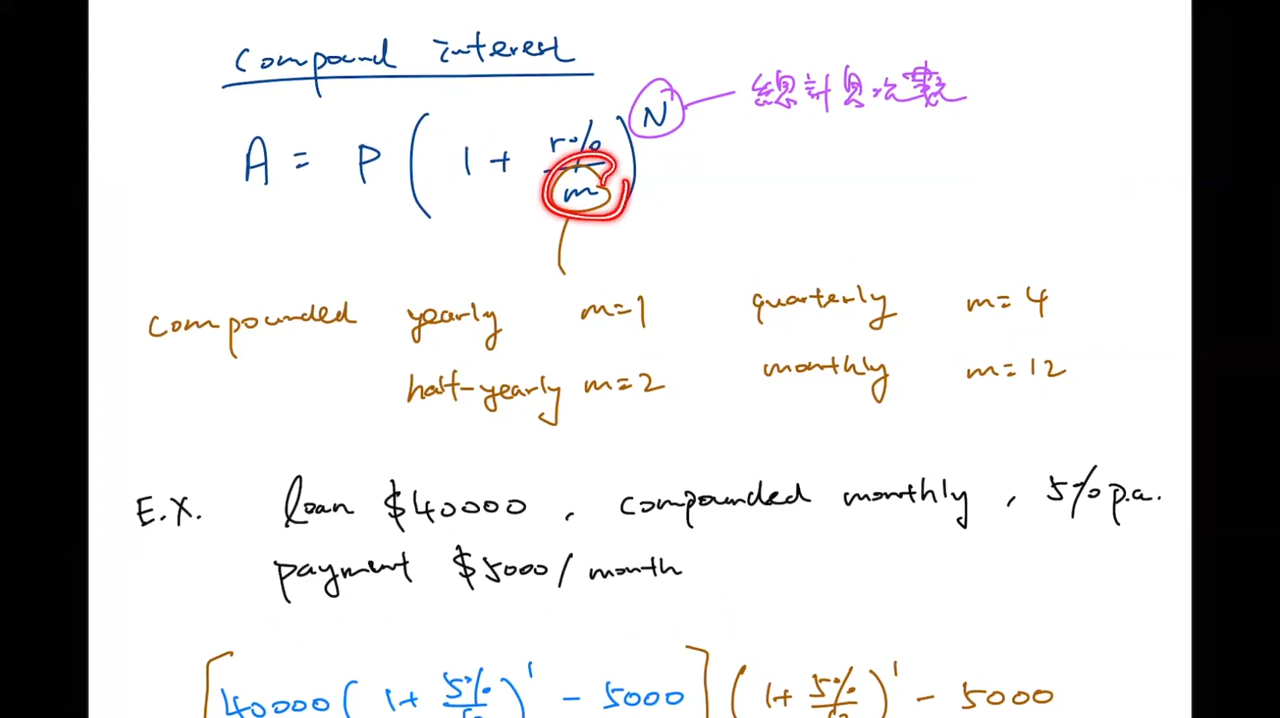 compound interest
A = P ( 1 + r% / m )^N
總計息次數
compounded yearly m=1 quarterly m=4
half-yearly m=2 monthly m=12
E.X. loan $40000 , compounded monthly , 5% p.a.
payment $5000 / month
[ 40000 ( 1 + 5% / 12 )^1 - 5000 ] ( 1 + 5% / 12 )^1 - 5000